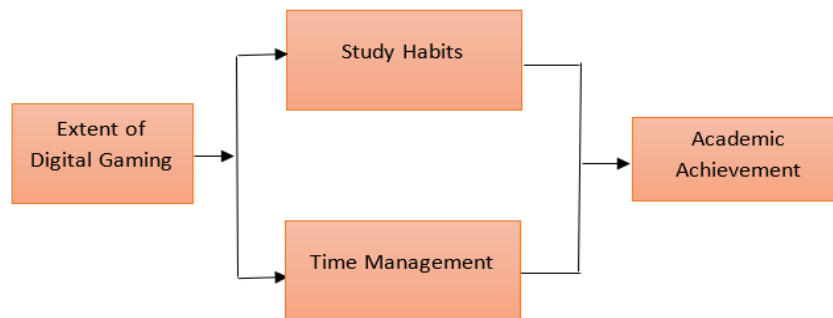 Study Habits
Extent of
Digital Gaming
Academic
Achievement
Time Management